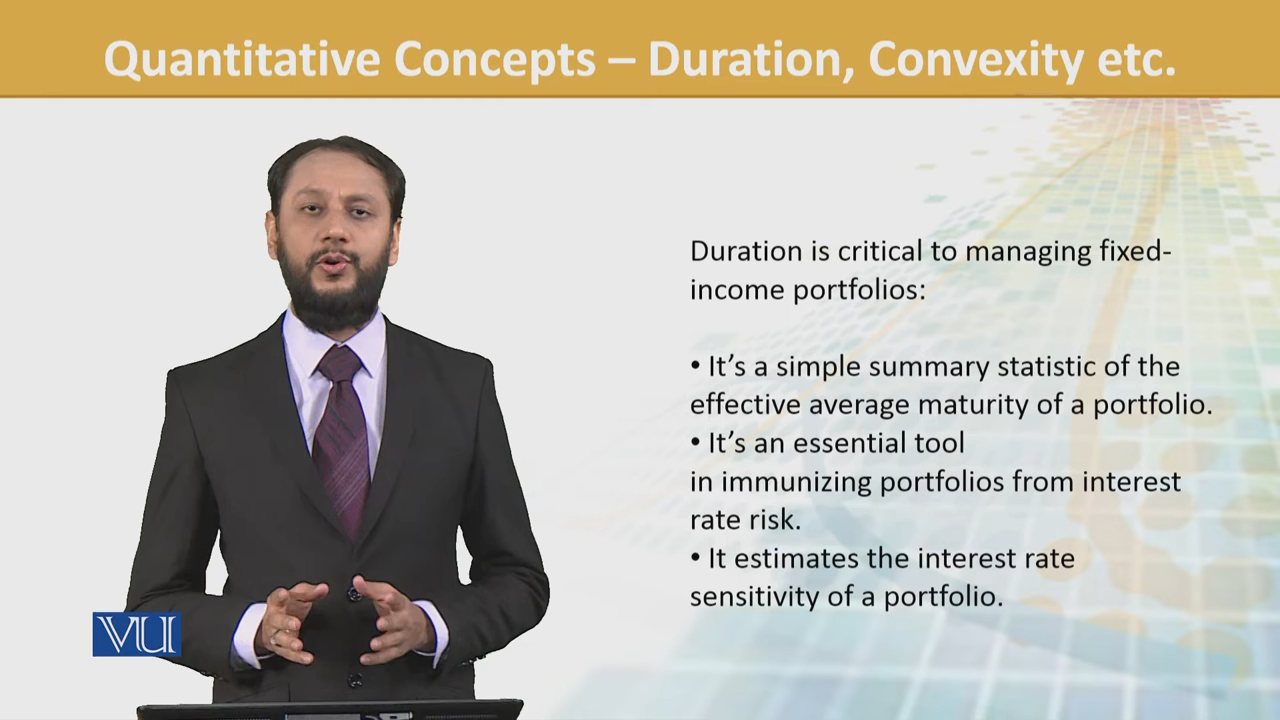 Quantitative Concepts – Duration, Convexity etc.
Duration is critical to managing fixed-
income portfolios:
• It’s a simple summary statistic of the
effective average maturity of a portfolio.
• It’s an essential tool
in immunizing portfolios from interest
rate risk.
• It estimates the interest rate
sensitivity of a portfolio.
VU